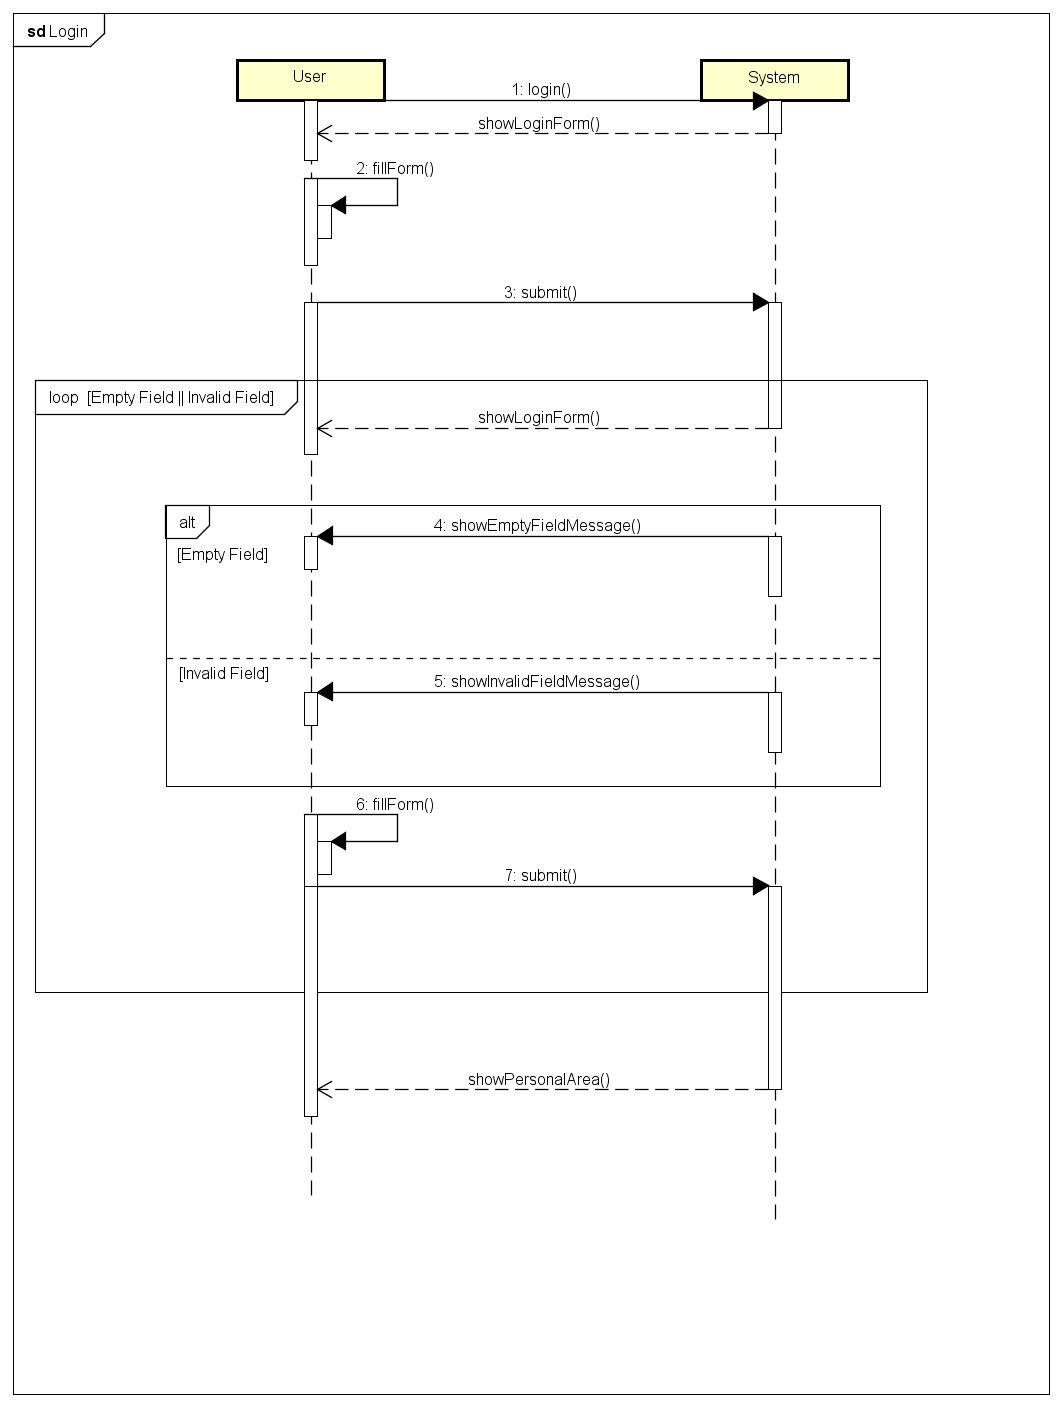 sd Login
User
System
1: login()
showLoginForm()
2: fillForm()
3: submit()
loop [Empty Field || Invalid Field]
showLoginForm()
alt
4: showEmptyFieldMessage()
[Empty Field]
[Invalid Field]
5: showInvalidFieldMessage()
6: fillForm()
7: submit()
showPersonalArea()